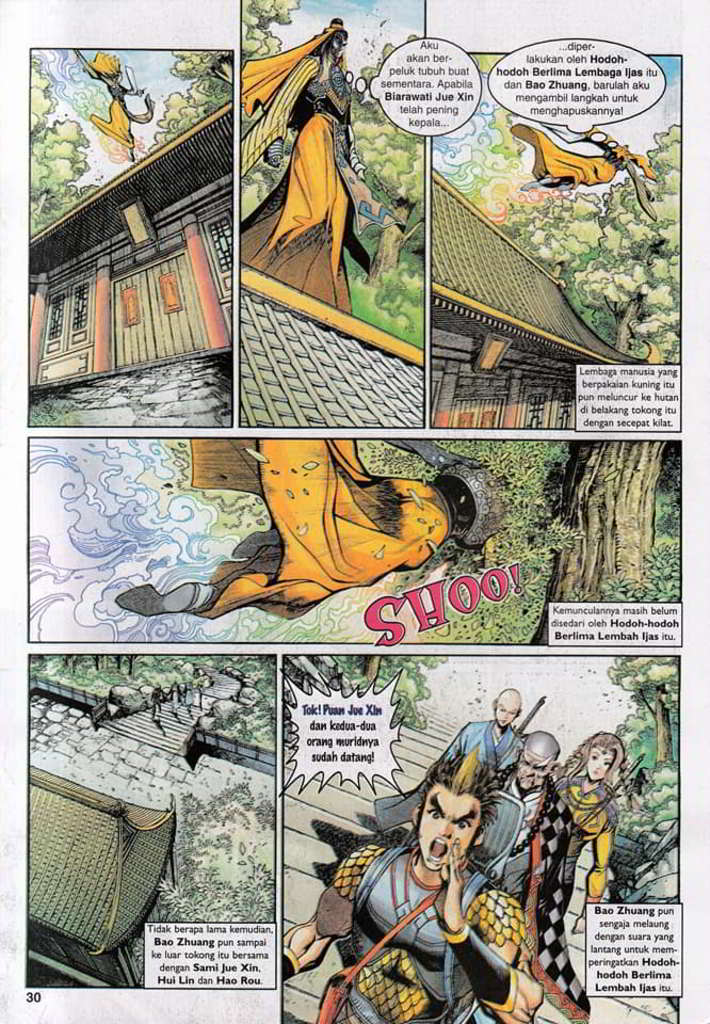 Aku
akan ber-
peluk tubuh buat
sementara. Apabila
Biarawati Jue Xin
telah pening
kepala...
...diper-
lakukan oleh Hodoh-
hodoh Berlima Lembaga Ijas itu
dan Bao Zhuang, barulah aku
mengambil langkah untuk
menghapuskannya!
Lembaga manusia yang
berpakaian kuning itu
pun meluncur ke hutan
di belakang tokong itu
dengan secepat kilat.
SHOO!
Kemunculannya masih belum
disedari oleh Hodoh-hodoh
Berlima Lembah Ijas itu.
Tidak berapa lama kemudian,
Bao Zhuang pun sampai
ke luar tokong itu bersama
dengan Sami Jue Xin,
Hui Lin dan Hao Rou.
Tok! Puan Jue Xin
dan kedua-dua
orang muridnya
sudah datang!
Bao Zhuang pun
sengaja melaung
dengan suara yang
lantang untuk mem-
peringatkan Hodoh-
hodoh Berlima
Lembah Ijas itu.
30